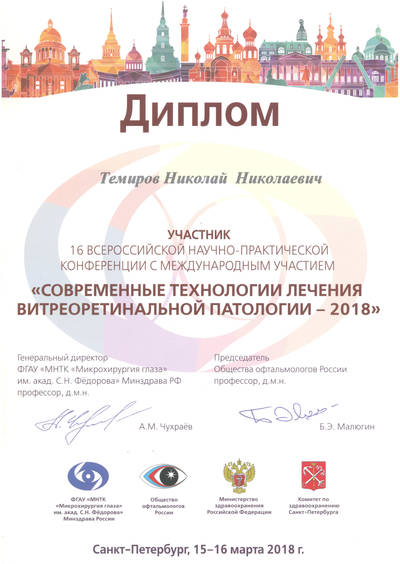 Диплом
Темиров Николай Николаевич
УЧАСТНИК
16 ВСЕРОССИЙСКОЙ НАУЧНО-ПРАКТИЧЕСКОЙ
КОНФЕРЕНЦИИ С МЕЖДУНАРОДНЫМ УЧАСТИЕМ
«СОВРЕМЕННЫЕ ТЕХНОЛОГИИ ЛЕЧЕНИЯ
ВИТРЕОРЕТИНАЛЬНОЙ ПАТОЛОГИИ – 2018»
Генеральный директор
ФГАУ «МНТК «Микрохирургия глаза»
им. акад. С.Н. Фёдорова» Минздрава РФ
профессор, д.м.н.
А.М. Чухраёв
Председатель
Общества офтальмологов России
профессор, д.м.н.
Б.Э. Малюгин
ФГАУ «МНТК
«Микрохирургия глаза»
им. акад. С.Н. Фёдорова»
Минздрава России
Общество
офтальмологов
России
Министерство
здравоохранения
Российской Федерации
Комитет по
здравоохранению
Санкт-Петербурга
Санкт-Петербург, 15–16 марта 2018 г.